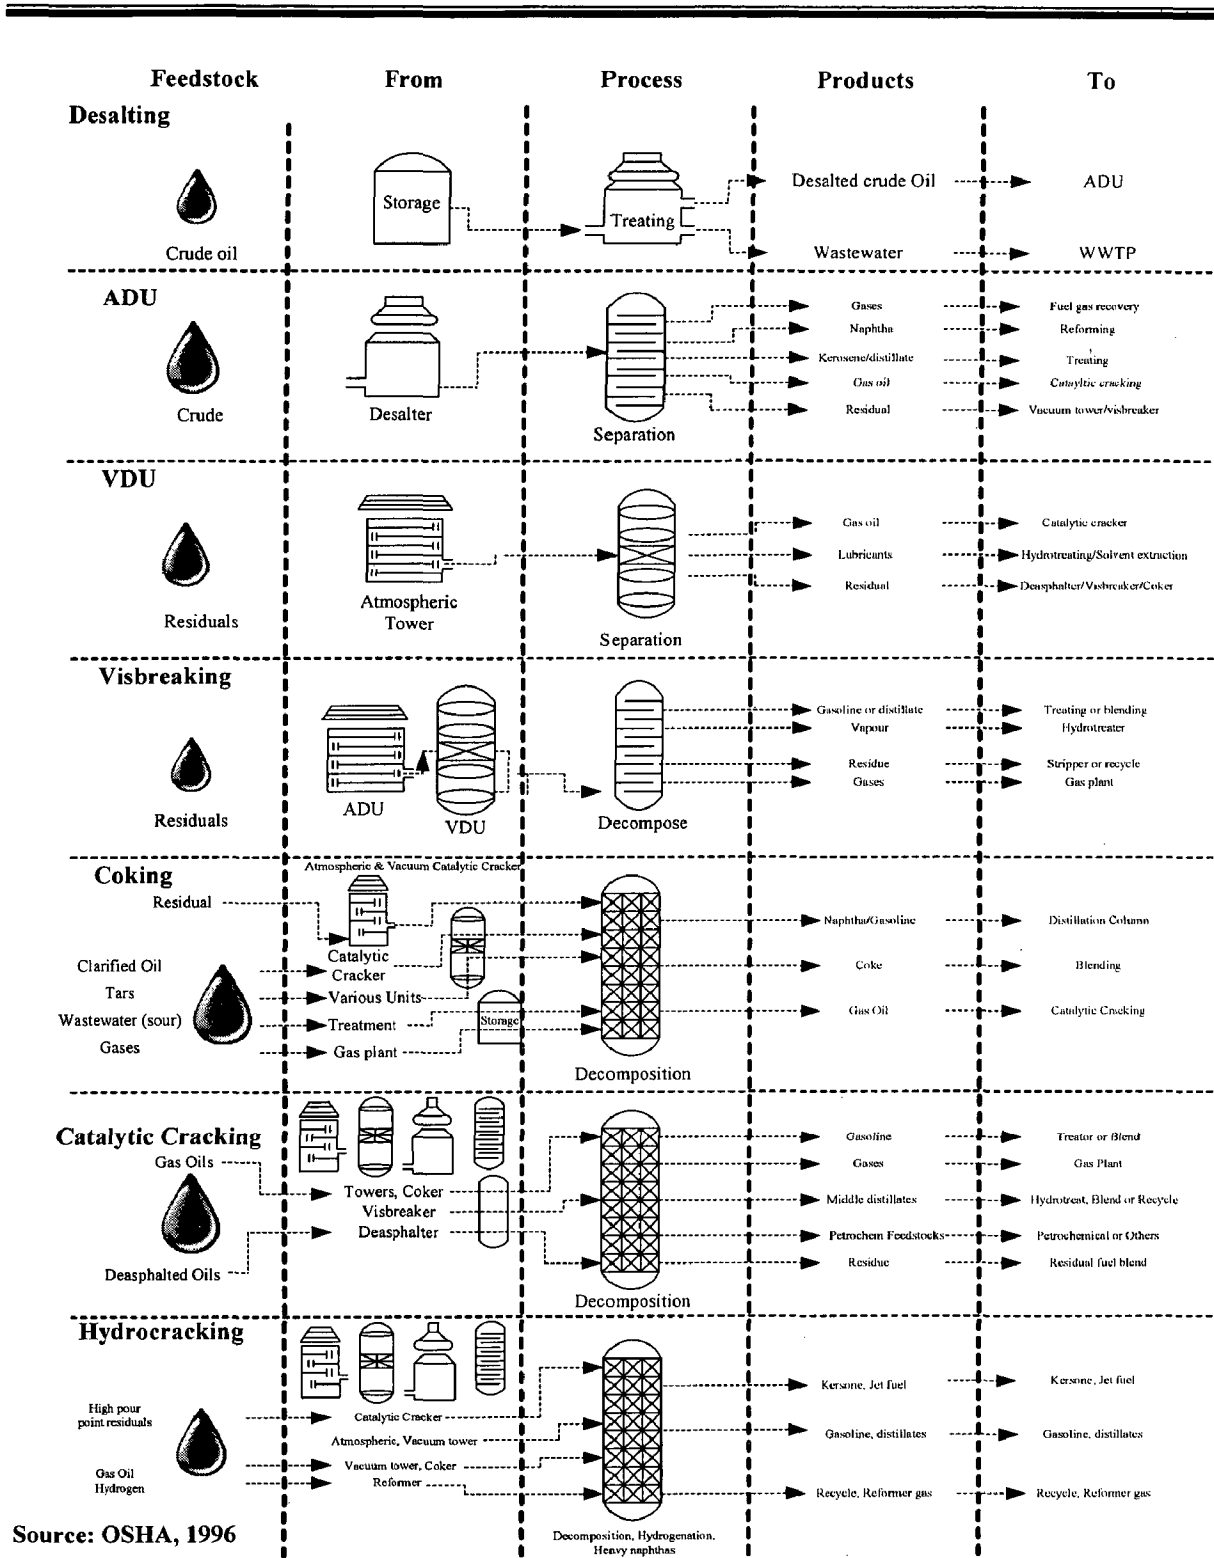 Feedstock From Process Products To
Desalting
Storage
Treating
Desalted crude Oil
ADU
Crude oil
Wastewater
WWTP
ADU
Gases
Fuel gas recovery
Naphtha
Reforming
Kerosene/distillate
Treating
Gas oil
Catayltic cracking
Crude
Desalter
Residual
Vacuum tower/visbreaker
Separation
VDU
Gas oil
Catalytic cracker
Lubricants
Hydrotreating/Solvent extraction
Residual
Deasphalter/Visbreaker/Coker
Residuals
Atmospheric
Tower
Separation
Visbreaking
Gasoline or distillate
Treating or blending
Vapour
Hydrotreater
Residue
Stripper or recycle
Gases
Gas plant
Residuals
ADU
VDU
Decompose
Coking
Atmospheric & Vacuum Catalytic Cracker
Residual
Naphtha/Gasoline
Distillation Column
Clarified Oil
Catalytic
Cracker
Coke
Blending
Tars
Various Units
Wastewater (sour)
Treatment
Storage
Gas Oil
Catalytic Cracking
Gases
Gas plant
Decomposition
Catalytic Cracking
Gasoline
Treator or Blend
Gas Oils
Gases
Gas Plant
Towers, Coker
Visbreaker
Middle distillates
Hydrotreat, Blend or Recycle
Deasphalter
Petrochem Feedstocks
Petrochemical or Others
Deasphalted Oils
Residue
Residual fuel blend
Decomposition
Hydrocracking
Kersone, Jet fuel
Kersone, Jet fuel
High pour
point residuals
Catalytic Cracker
Atmospheric, Vacuum tower
Gasoline, distillates
Gasoline, distillates
Vacuum tower, Coker
Gas Oil
Hydrogen
Reformer
Recycle, Reformer gas
Recycle, Reformer gas
Decomposition, Hydrogenation,
Heavy naphthas
Source: OSHA, 1996